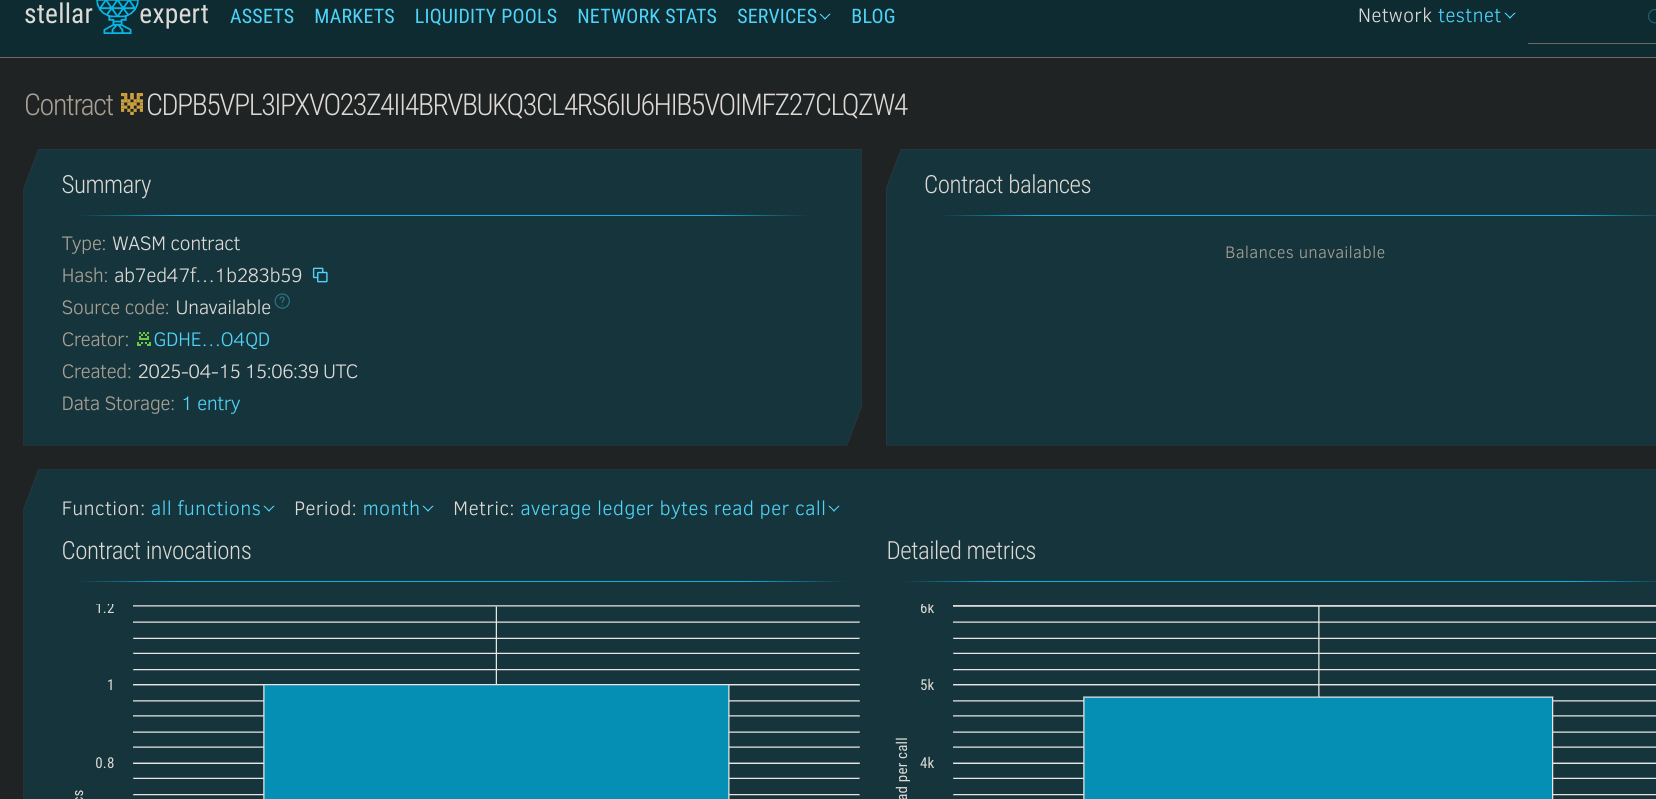 stellar expert ASSETS MARKETS LIQUIDITY POOLS NETWORK STATS SERVICES BLOG Network testnet
Contract CDPB5VPL3IPXVO23Z4II4BRVBUKQ3CL4RS6IU6HIB5VOIMFZ27CLQZW4
Summary
Type: WASM contract
Hash: ab7ed47f…1b283b59
Source code: Unavailable ?
Creator: GDHE…O4QD
Created: 2025-04-15 15:06:39 UTC
Data Storage: 1 entry
Contract balances
Balances unavailable
Function: all functions Period: month Metric: average ledger bytes read per call
Contract invocations
1.2
1
0.8
Detailed metrics
6k
5k
4k
ad per call